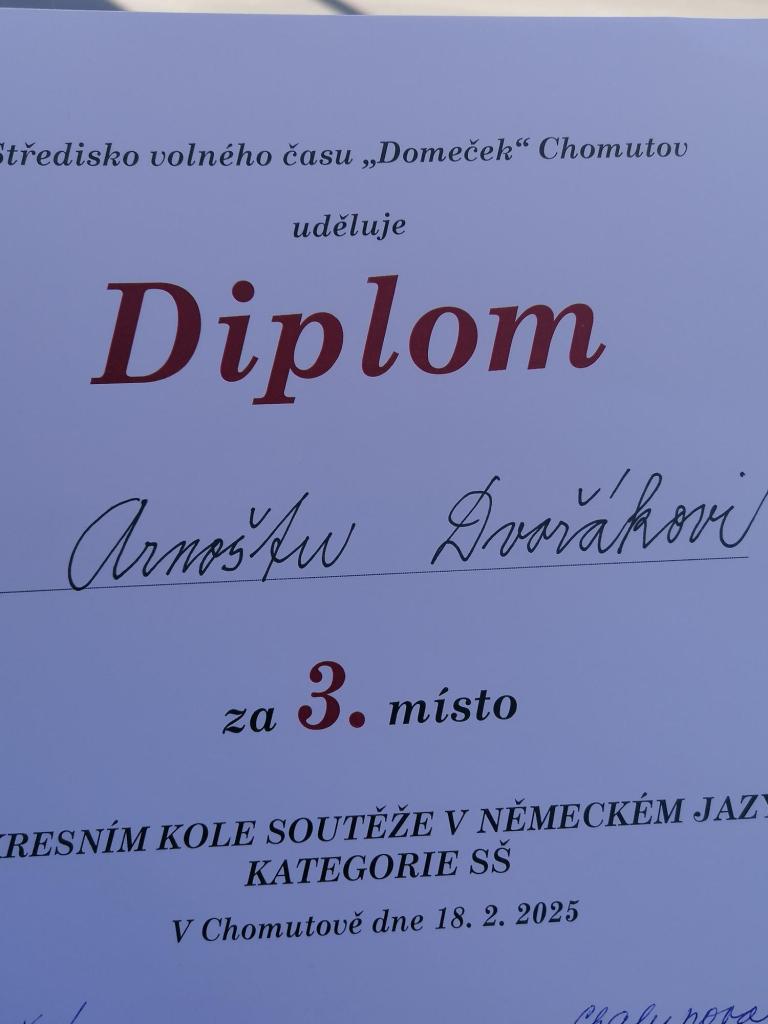 Středisko volného času „Domeček“ Chomutov
uděluje
Diplom
Arnoštu Dvořákovi
za 3. místo
KRESNÍM KOLE SOUTĚŽE V NĚMECKÉM JAZY
KATEGORIE SŠ
V Chomutově dne 18. 2. 2025